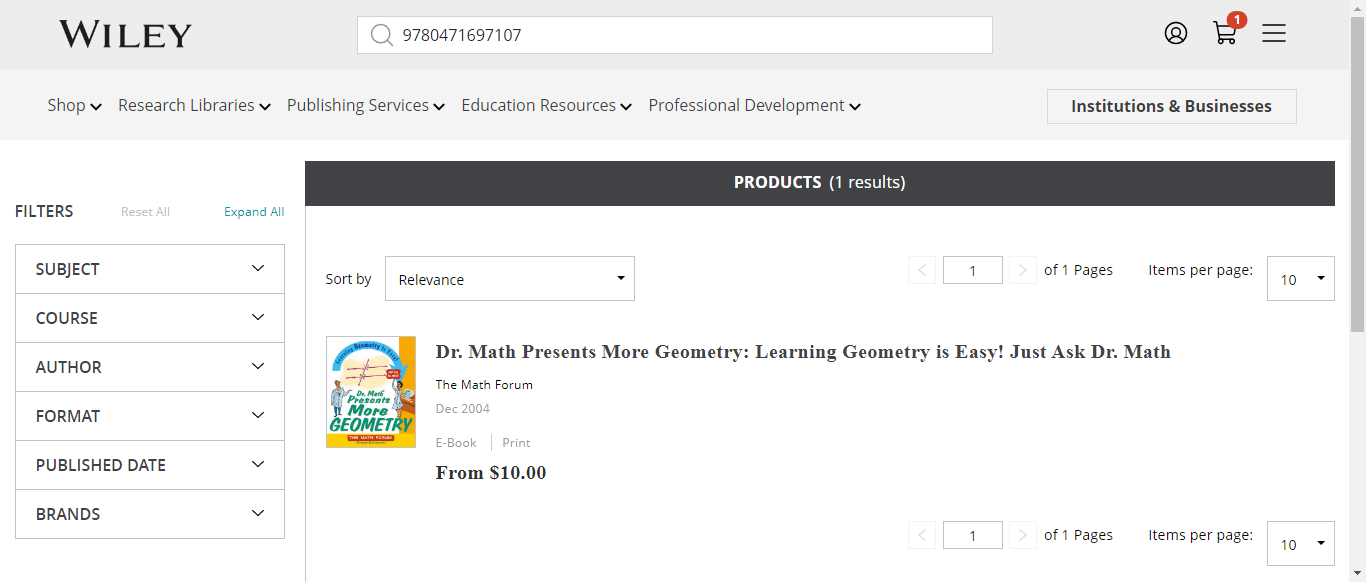 WILEY
9780471697107
1
Shop
Research Libraries
Publishing Services
Education Resources
Professional Development
Institutions & Businesses
FILTERS
Reset All
Expand All
SUBJECT
COURSE
AUTHOR
FORMAT
PUBLISHED DATE
BRANDS
PRODUCTS (1 results)
Sort by
Relevance
1
of 1 Pages
Items per page:
10
Learning Geometry is Easy!
Dr. Math
Presents
More
GEOMETRY
THE MATH FORUM
Dr. Math Presents More Geometry: Learning Geometry is Easy! Just Ask Dr. Math
The Math Forum
Dec 2004
E-Book
Print
From $10.00
1
of 1 Pages
Items per page:
10